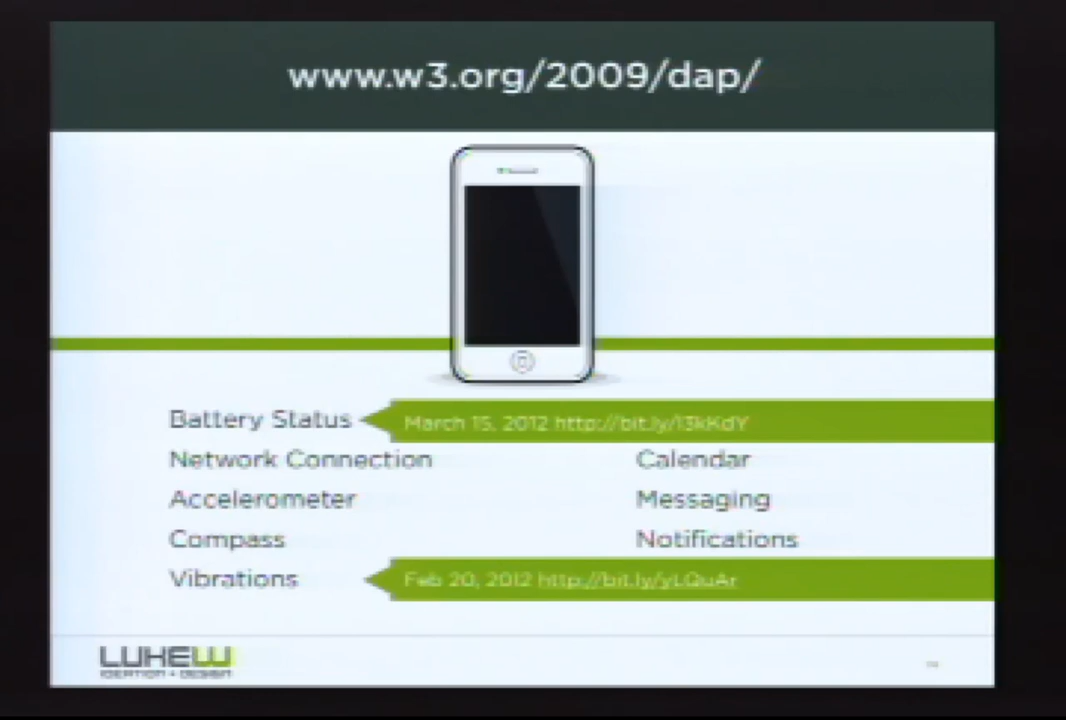 www.w3.org/2009/dap/
Battery Status March 15, 2012 http://bit.ly/13kKdY
Network Connection Calendar
Accelerometer Messaging
Compass Notifications
Vibrations Feb 20, 2012 http://bit.ly/yLQuAr
LUKEW
IDEATION + DESIGN